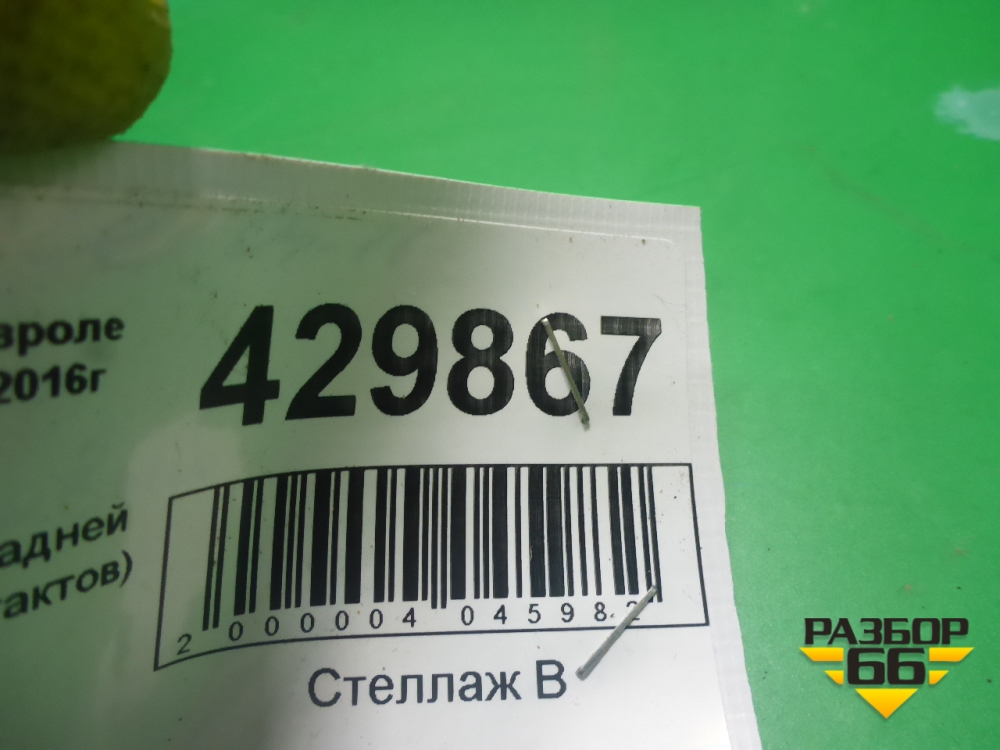 вроле
2016г
429867
адней
актов)
2 000004 045982
Стеллаж В
РАЗБОР
66